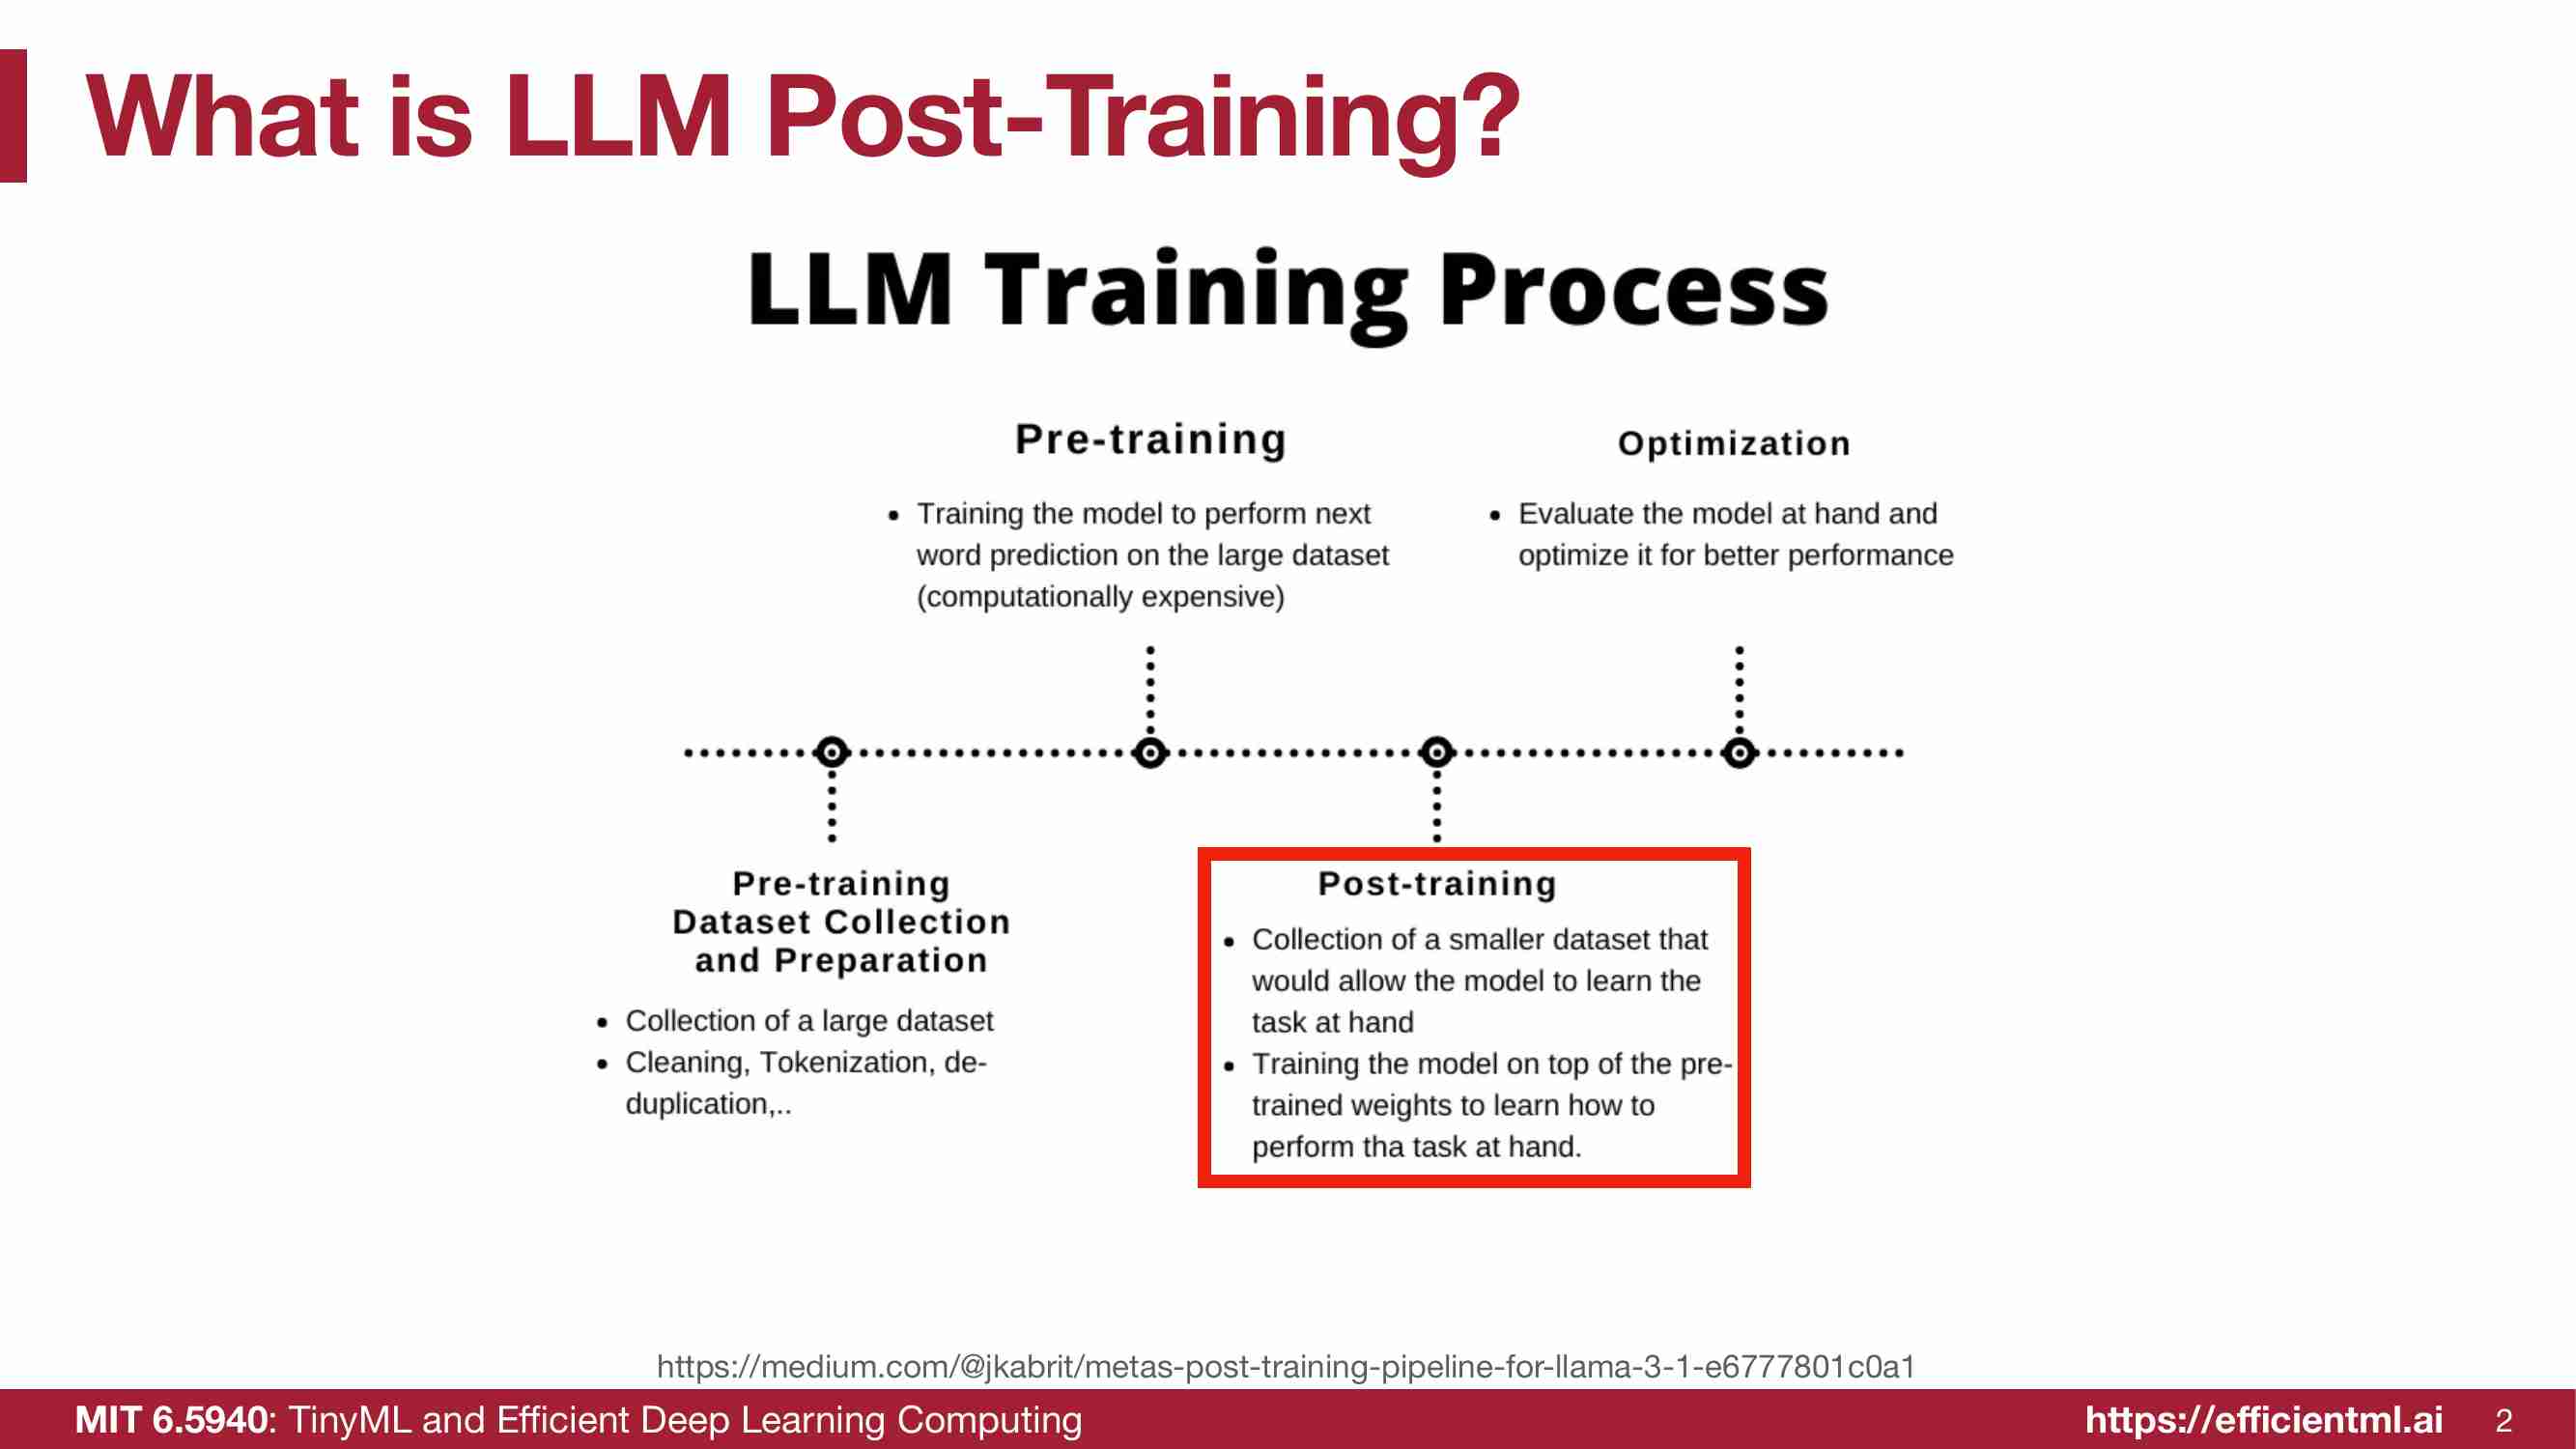 What is LLM Post-Training?
LLM Training Process
Pre-training
• Training the model to perform next
word prediction on the large dataset
(computationally expensive)
Optimization
• Evaluate the model at hand and
optimize it for better performance
Pre-training
Dataset Collection
and Preparation
• Collection of a large dataset
• Cleaning, Tokenization, de-
duplication,..
Post-training
• Collection of a smaller dataset that
would allow the model to learn the
task at hand
• Training the model on top of the pre-
trained weights to learn how to
perform tha task at hand.
https://medium.com/@jkabrit/metas-post-training-pipeline-for-llama-3-1-e6777801c0a1
MIT 6.5940: TinyML and Efficient Deep Learning Computing
https://efficientml.ai
2